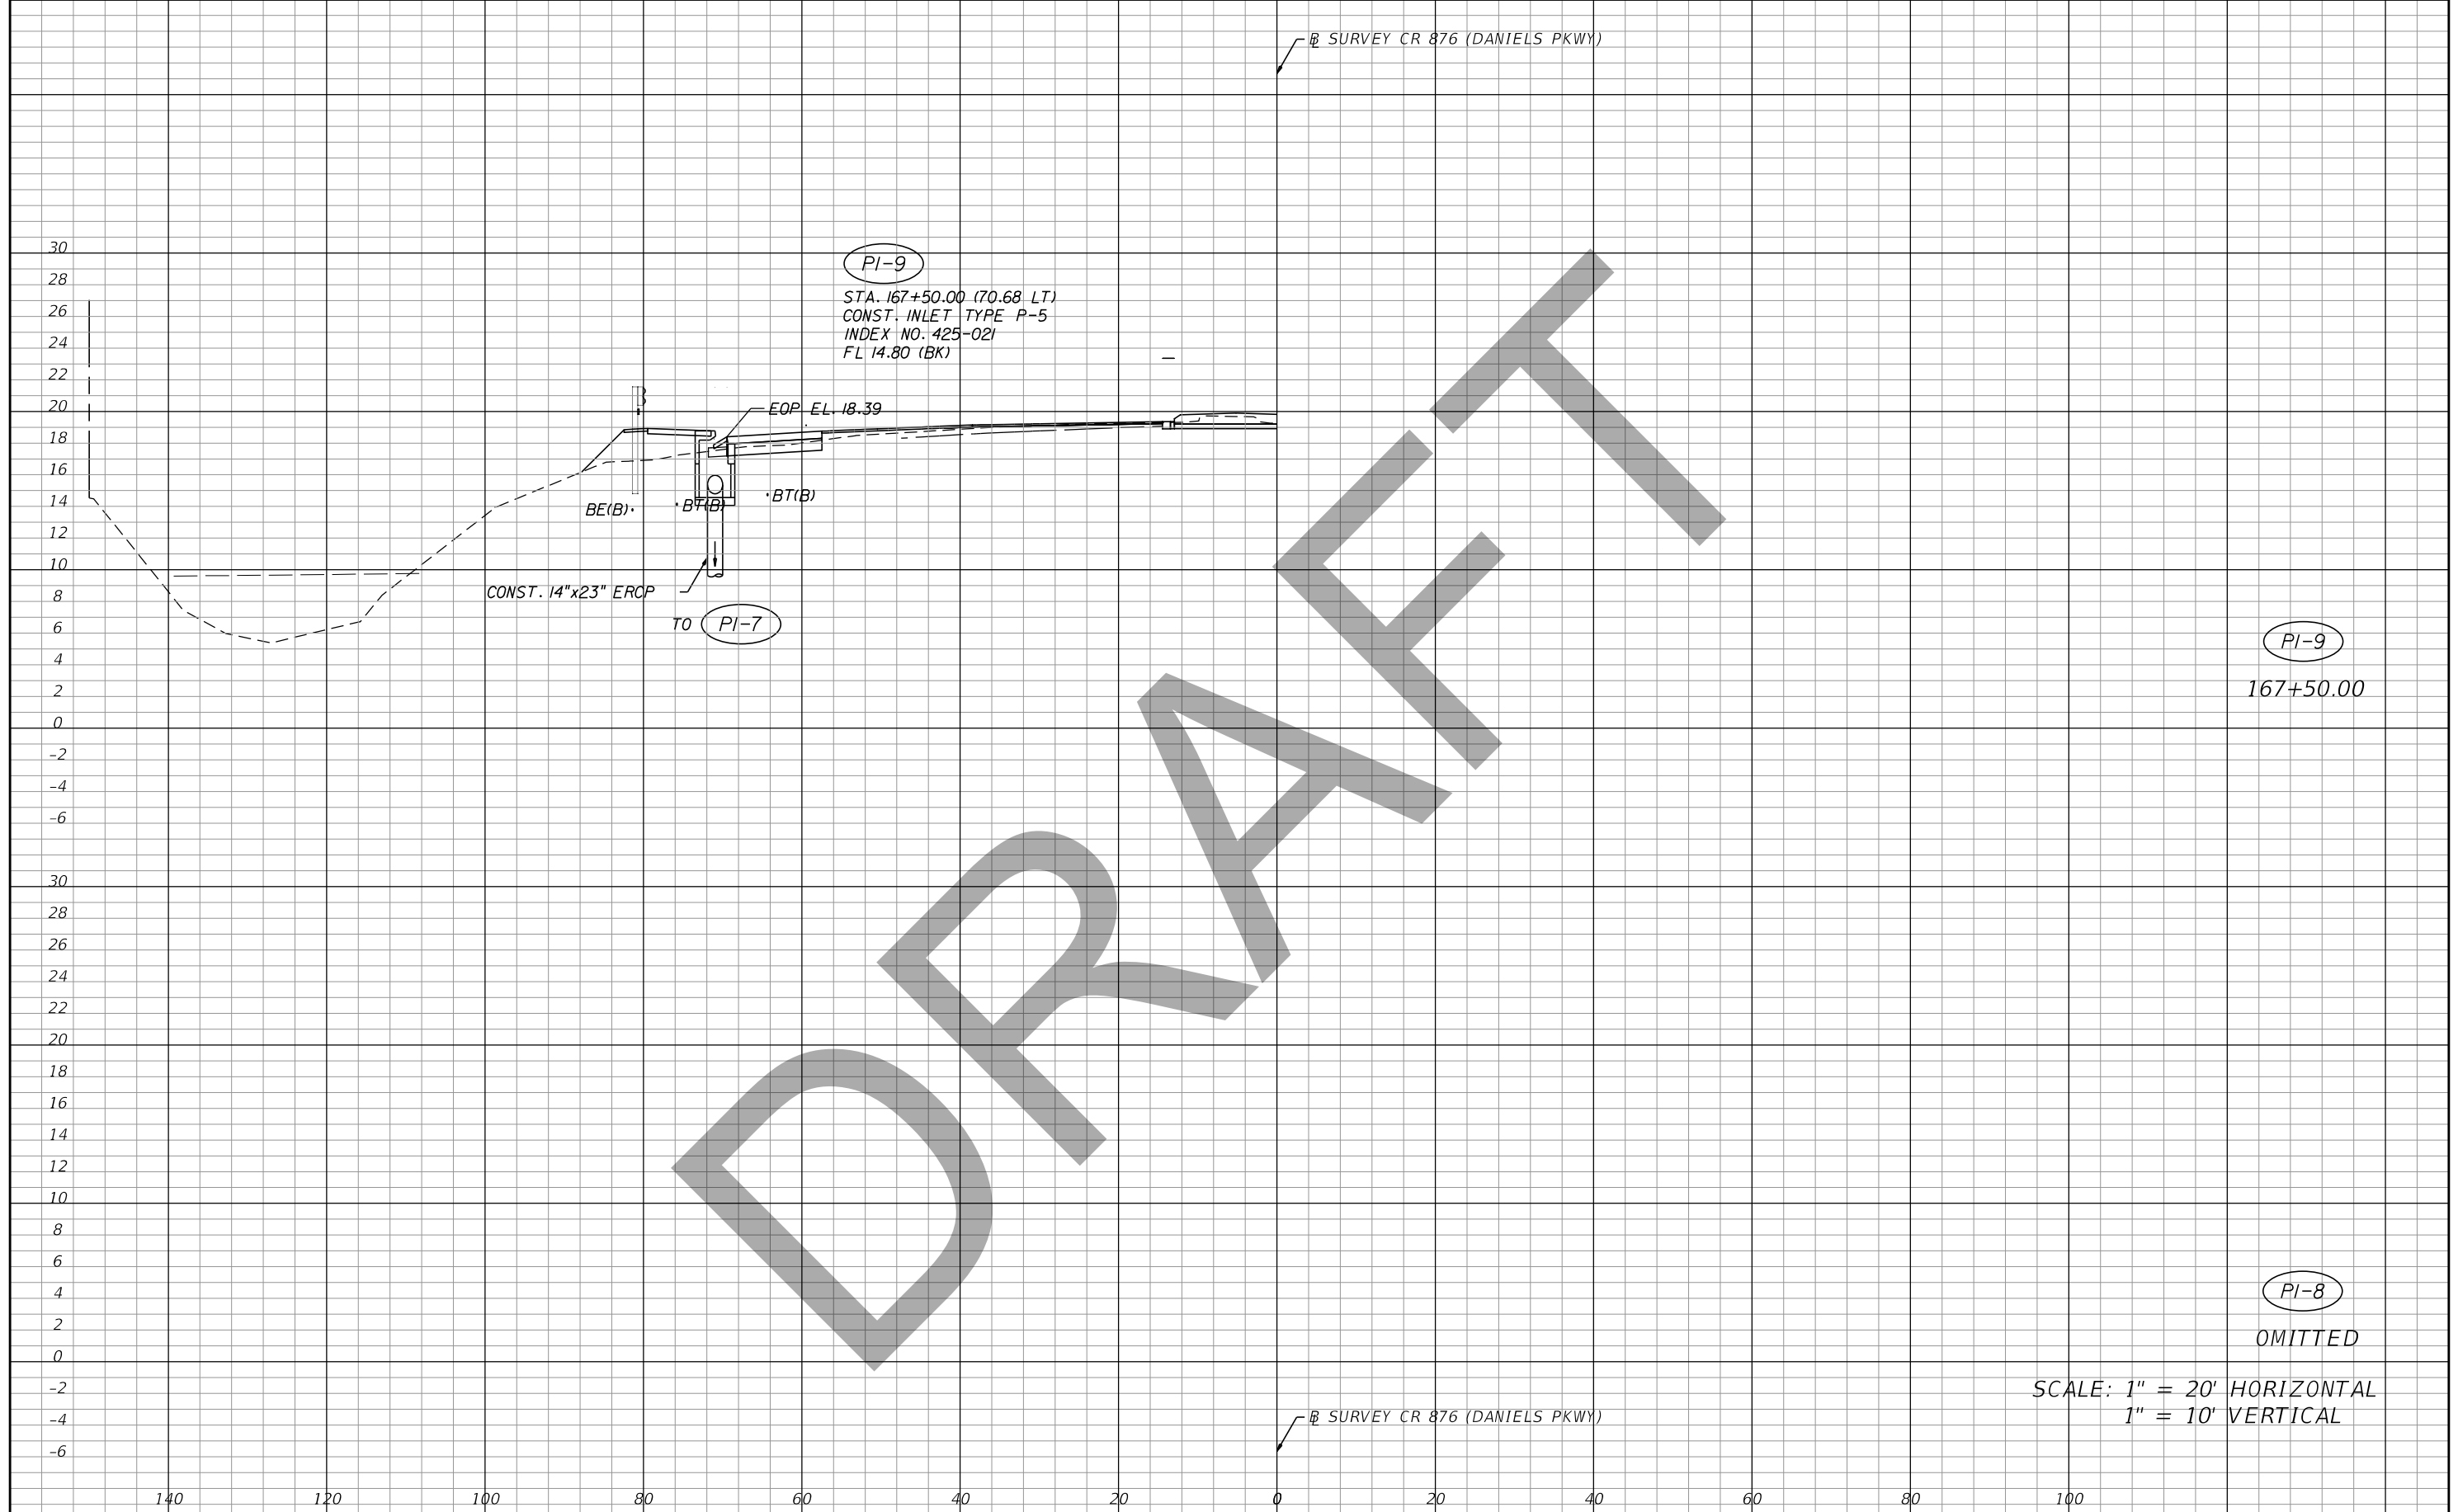 ℄ SURVEY CR 876 (DANIELS PKWY)
30
28
26
24
22
20
18
16
14
12
10
8
6
4
2
0
-2
-4
-6
PI-9
STA. 167+50.00 (70.68 LT)
CONST. INLET TYPE P-5
INDEX NO. 425-021
FL 14.80 (BK)
EOP EL. 18.39
BE(B)
BT(B)
BT(B)
CONST. 14"x23" ERCP
TO PI-7
PI-9
167+50.00
DRAFT
30
28
26
24
22
20
18
16
14
12
10
8
6
4
2
0
-2
-4
-6
PI-8
OMITTED
SCALE: 1" = 20' HORIZONTAL
1" = 10' VERTICAL
℄ SURVEY CR 876 (DANIELS PKWY)
140 120 100 80 60 40 20 0 20 40 60 80 100